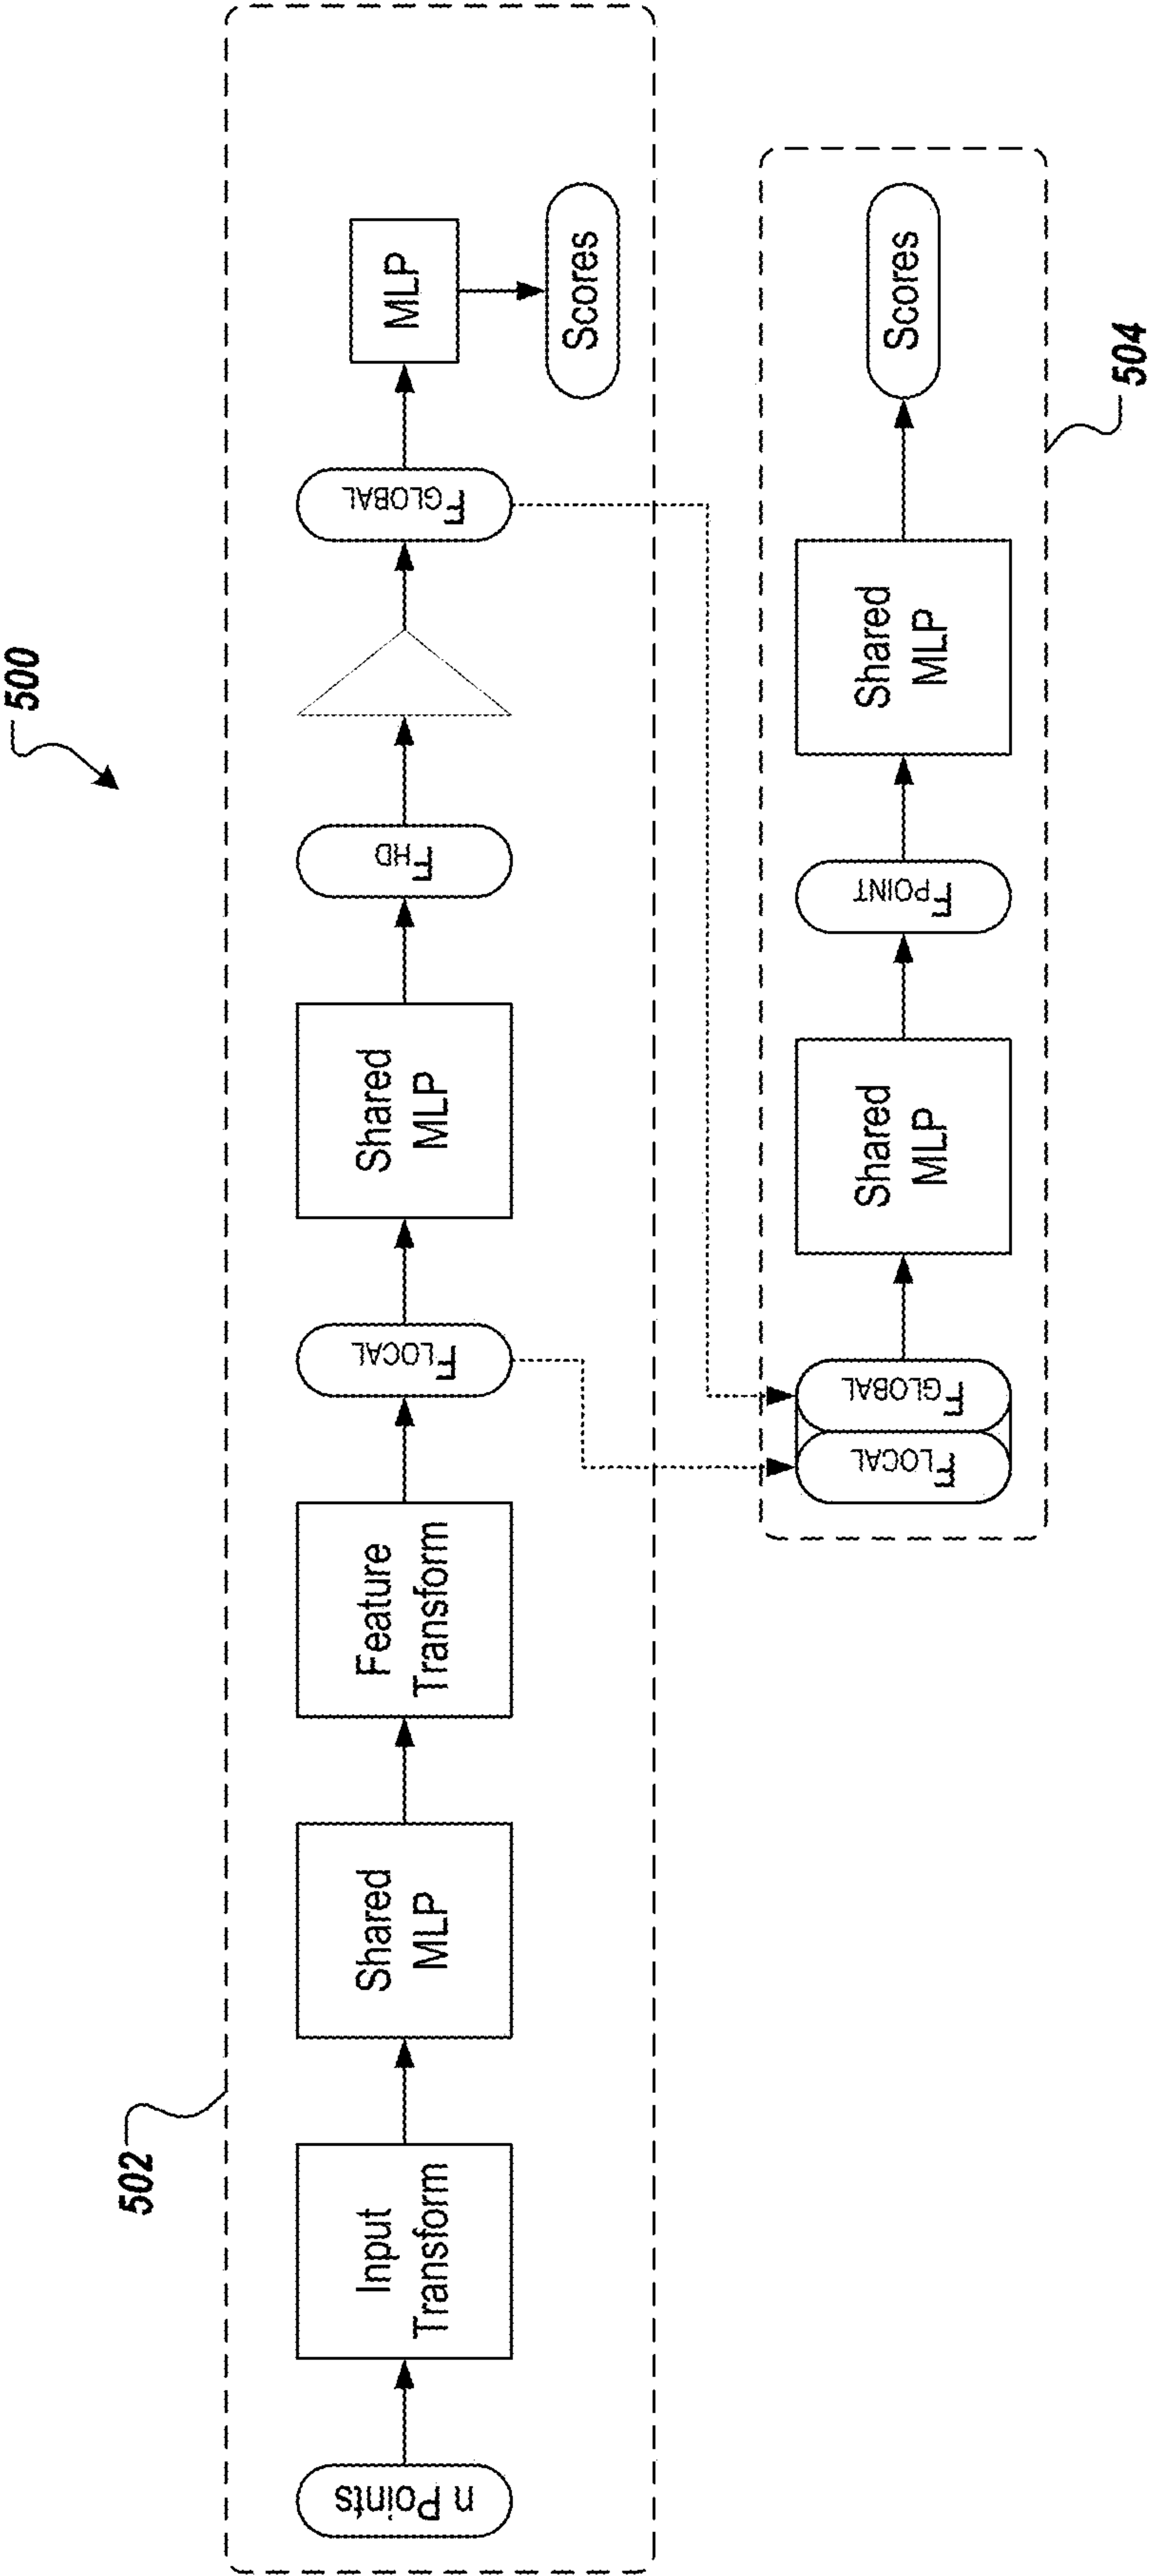 500
502
n Points
Input
Transform
Shared
MLP
Feature
Transform
FLOCAL
Shared
MLP
FHD
FGLOBAL
MLP
Scores
504
FLOCAL
FGLOBAL
Shared
MLP
FPOINT
Shared
MLP
Scores